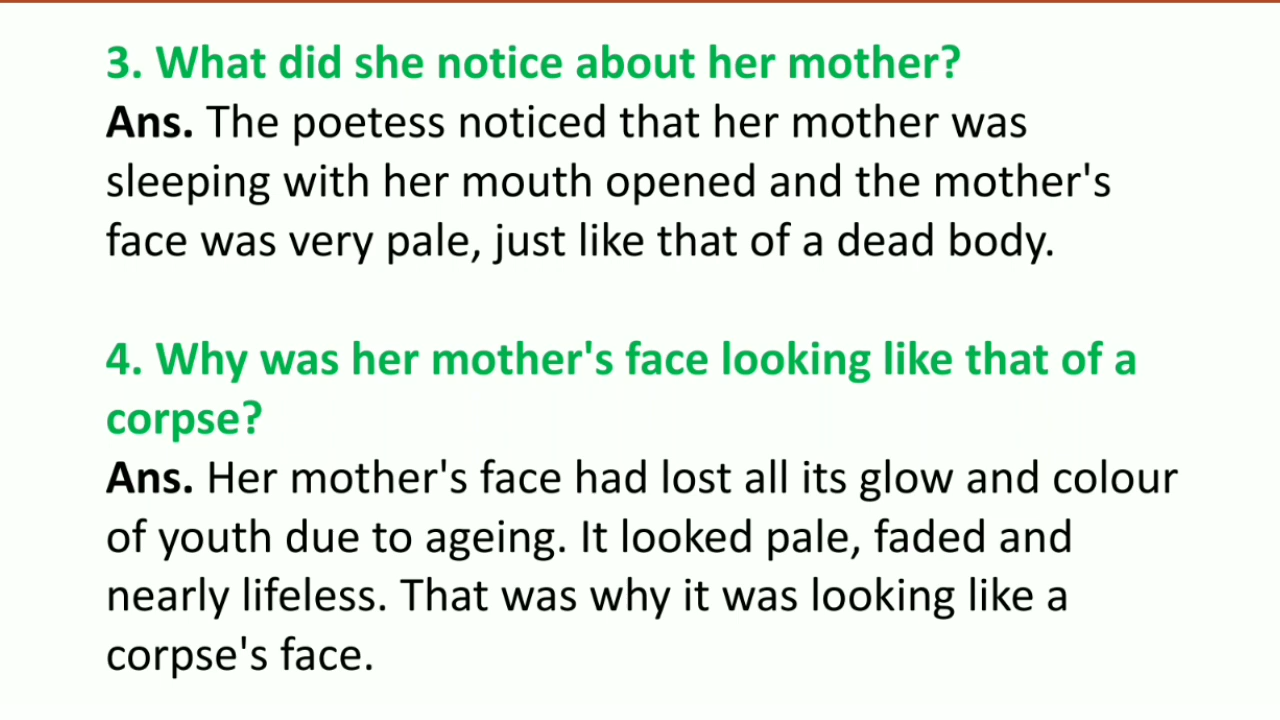 3. What did she notice about her mother?
Ans. The poetess noticed that her mother was
sleeping with her mouth opened and the mother's
face was very pale, just like that of a dead body.
4. Why was her mother's face looking like that of a
corpse?
Ans. Her mother's face had lost all its glow and colour
of youth due to ageing. It looked pale, faded and
nearly lifeless. That was why it was looking like a
corpse's face.